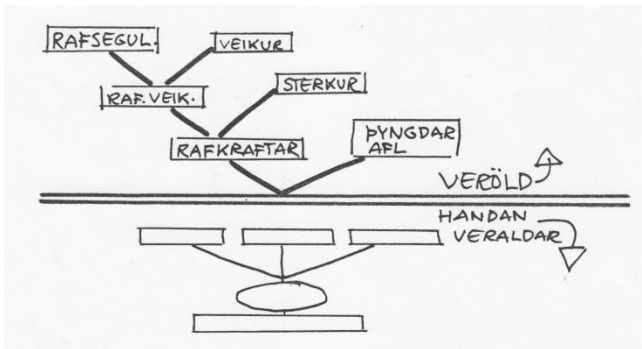 RAFSEGUL.
VEIKUR
RAF.VEIK.
STERKUR
RAFKRAFTAR
ÞYNGDAR
AFL
VERÖLD
HANDAN
VERALDAR